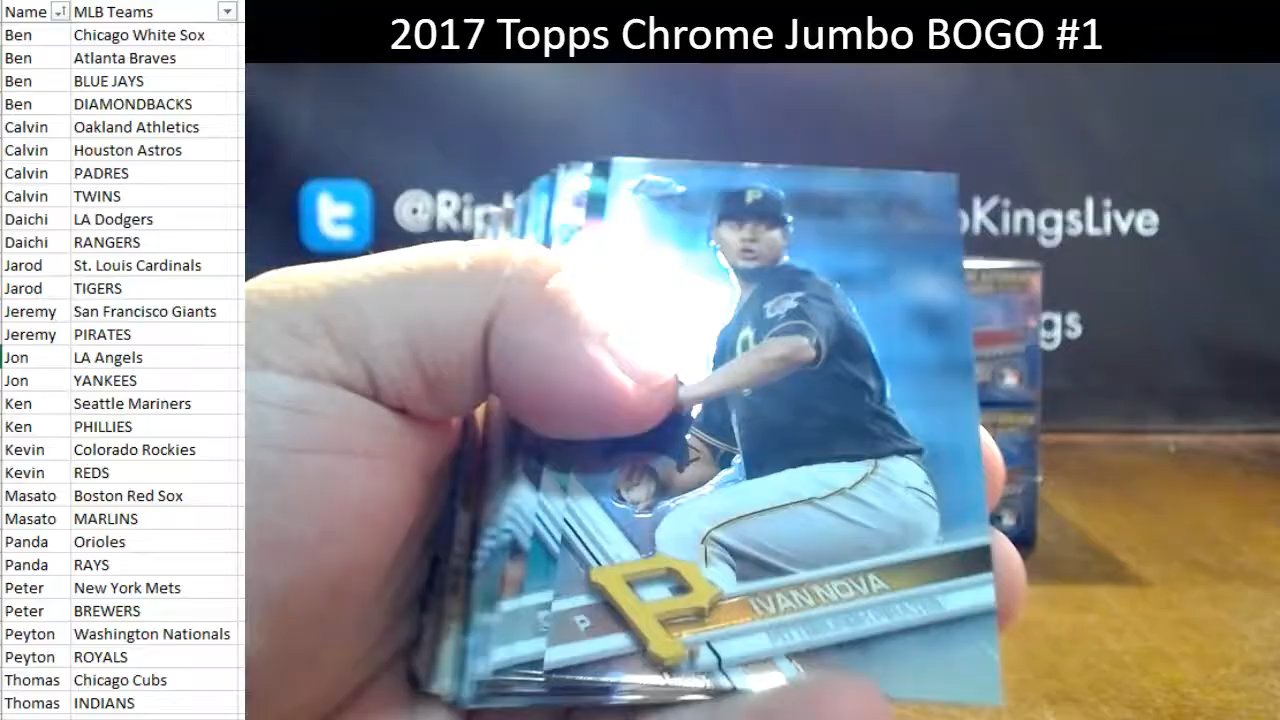 Name MLB Teams
Ben Chicago White Sox
Ben Atlanta Braves
Ben BLUE JAYS
Ben DIAMONDBACKS
Calvin Oakland Athletics
Calvin Houston Astros
Calvin PADRES
Calvin TWINS
Daichi LA Dodgers
Daichi RANGERS
Jarod St. Louis Cardinals
Jarod TIGERS
Jeremy San Francisco Giants
Jeremy PIRATES
Jon LA Angels
Jon YANKEES
Ken Seattle Mariners
Ken PHILLIES
Kevin Colorado Rockies
Kevin REDS
Masato Boston Red Sox
Masato MARLINS
Panda Orioles
Panda RAYS
Peter New York Mets
Peter BREWERS
Peyton Washington Nationals
Peyton ROYALS
Thomas Chicago Cubs
Thomas INDIANS
2017 Topps Chrome Jumbo BOGO #1
t @Rip
oKingsLive
gs
P
P
IVAN NOVA
P